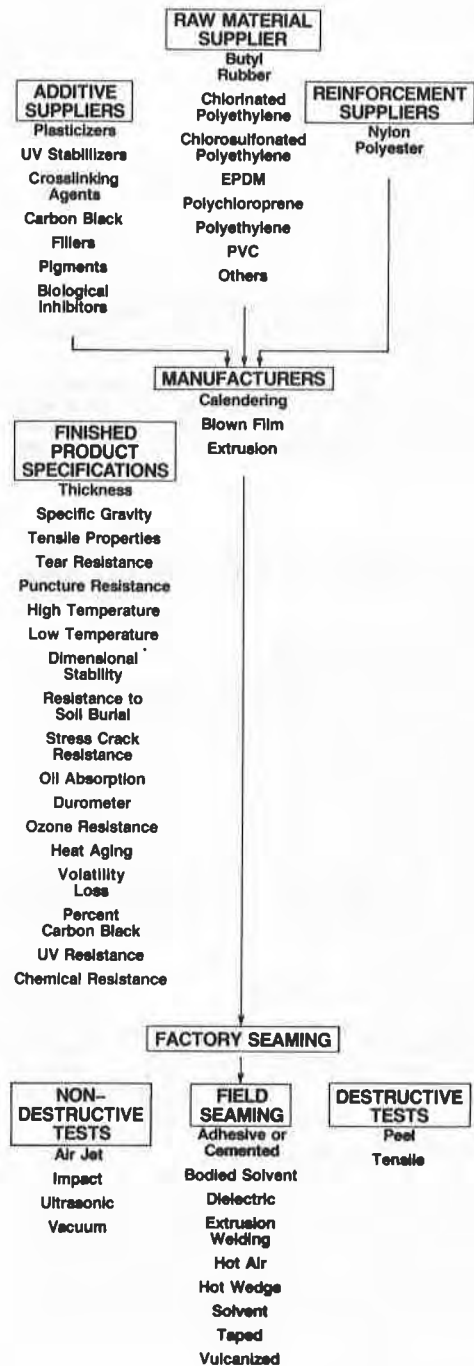 RAW MATERIAL
SUPPLIER
Butyl
Rubber
Chlorinated
Polyethylene
Chlorosulfonated
Polyethylene
EPDM
Polychloroprene
Polyethylene
PVC
Others
ADDITIVE
SUPPLIERS
Plasticizers
UV Stabilizers
Crosslinking
Agents
Carbon Black
Fillers
Pigments
Biological
Inhibitors
REINFORCEMENT
SUPPLIERS
Nylon
Polyester
MANUFACTURERS
Calendering
Blown Film
Extrusion
FINISHED
PRODUCT
SPECIFICATIONS
Thickness
Specific Gravity
Tensile Properties
Tear Resistance
Puncture Resistance
High Temperature
Low Temperature
Dimensional
Stability
Resistance to
Soil Burial
Stress Crack
Resistance
Oil Absorption
Durometer
Ozone Resistance
Heat Aging
Volatility
Loss
Percent
Carbon Black
UV Resistance
Chemical Resistance
FACTORY SEAMING
NON-
DESTRUCTIVE
TESTS
Air Jet
Impact
Ultrasonic
Vacuum
FIELD
SEAMING
Adhesive or
Cemented
Bodied Solvent
Dielectric
Extrusion
Welding
Hot Air
Hot Wedge
Solvent
Taped
Vulcanized
DESTRUCTIVE
TESTS
Peel
Tensile